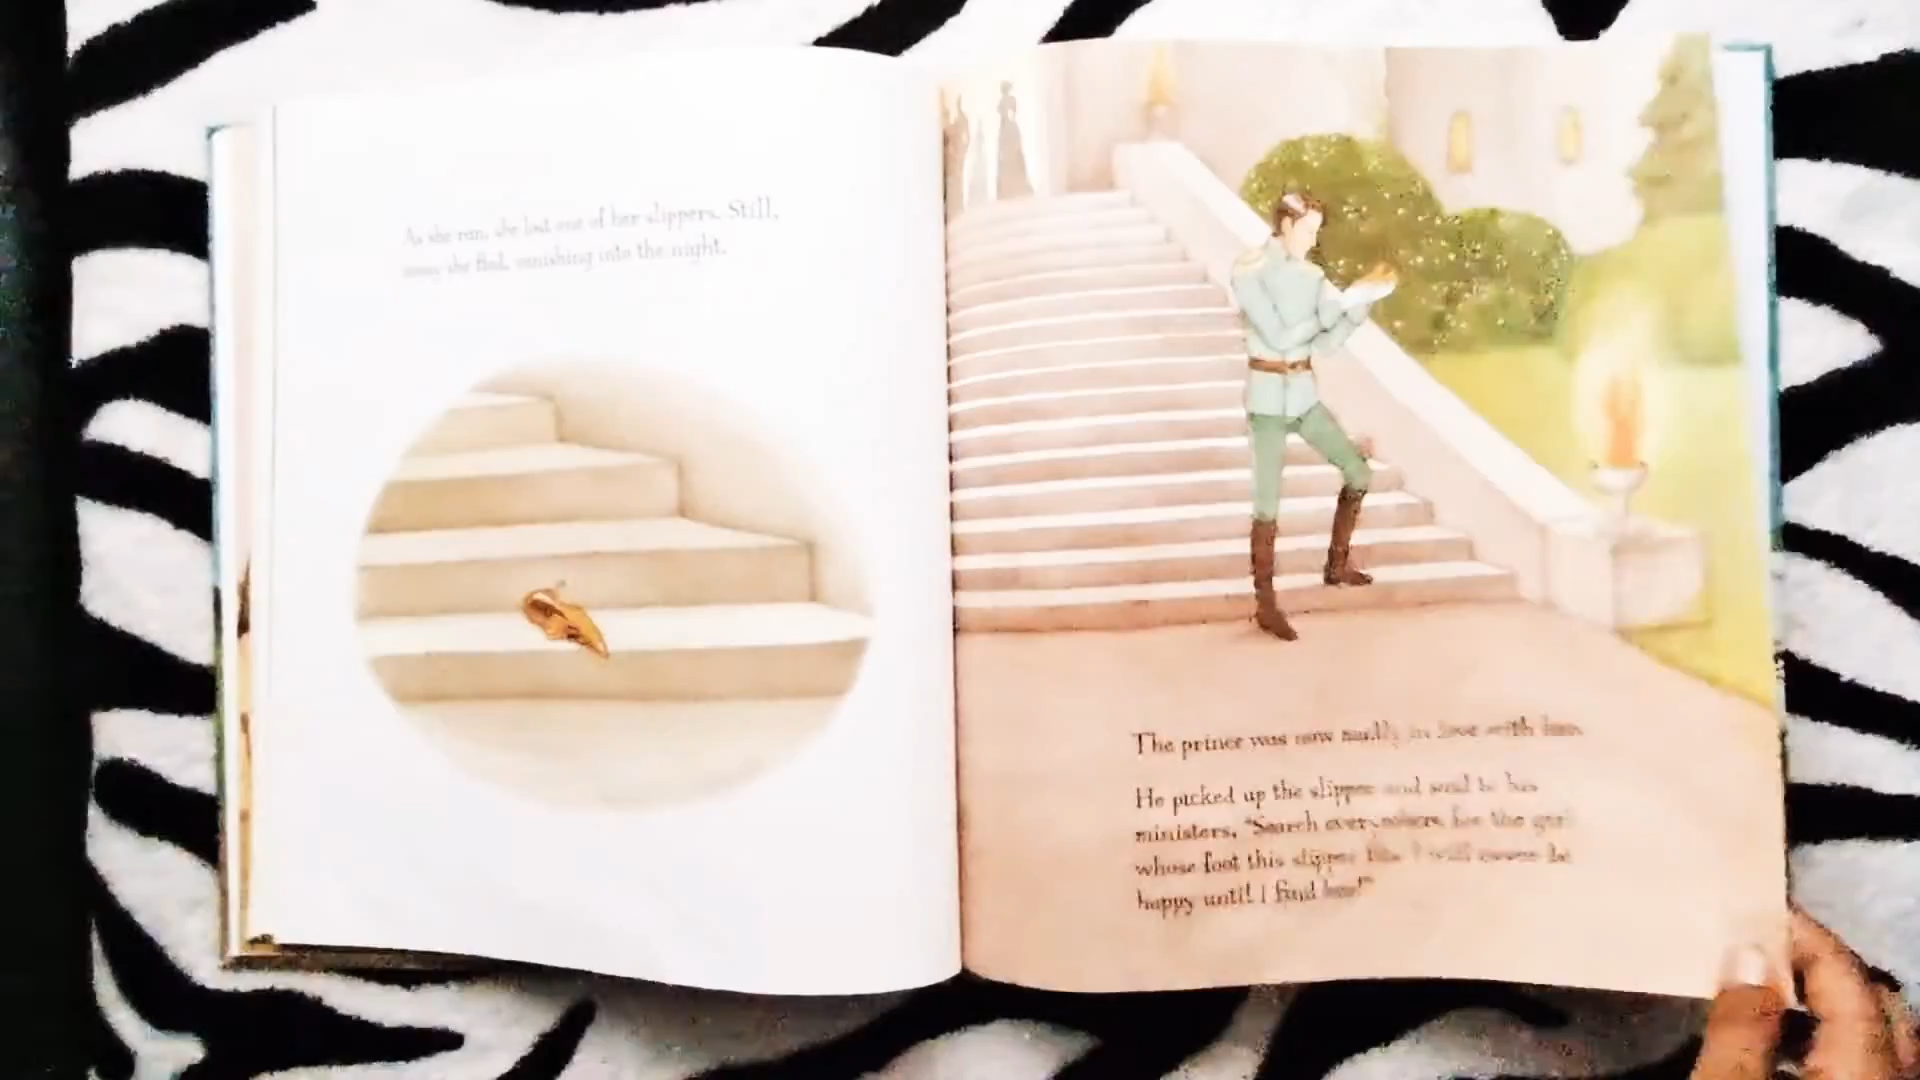 As she ran, she lost one of her slippers. Still,
away she fled, vanishing into the night.
The prince was now madly in love with her.
He picked up the slipper and said to his
ministers, "Search everywhere for the girl
whose foot this slipper fits. I will never be
happy until I find her!"